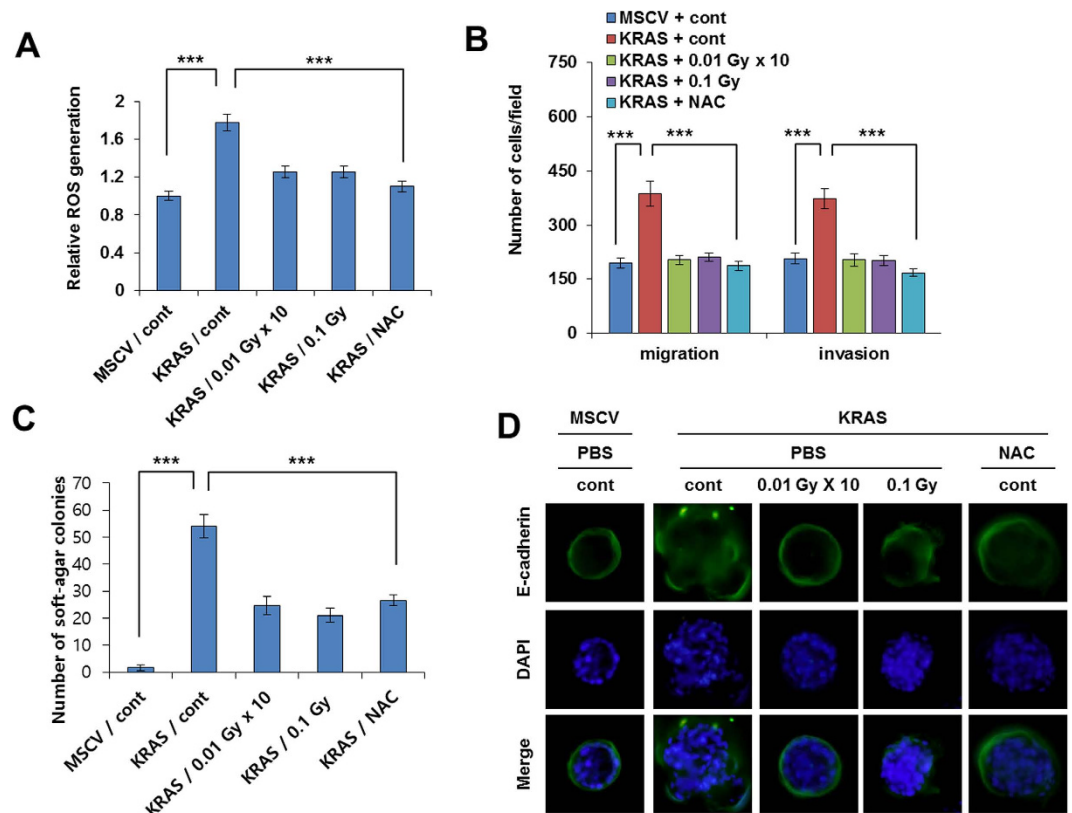 A
*** ***
Relative ROS generation
2
1.6
1.2
0.8
0.4
0
MSCV / cont
KRAS / cont
KRAS / 0.01 Gy x 10
KRAS / 0.1 Gy
KRAS / NAC
B
MSCV + cont
KRAS + cont
KRAS + 0.01 Gy x 10
KRAS + 0.1 Gy
KRAS + NAC
Number of cells/field
750
600
450
300
150
0
*** *** *** ***
migration invasion
C
*** ***
Number of soft-agar colonies
70
60
50
40
30
20
10
0
MSCV / cont
KRAS / cont
KRAS / 0.01 Gy x 10
KRAS / 0.1 Gy
KRAS / NAC
D
MSCV KRAS
PBS PBS NAC
cont cont 0.01 Gy X 10 0.1 Gy cont
E-cadherin
DAPI
Merge